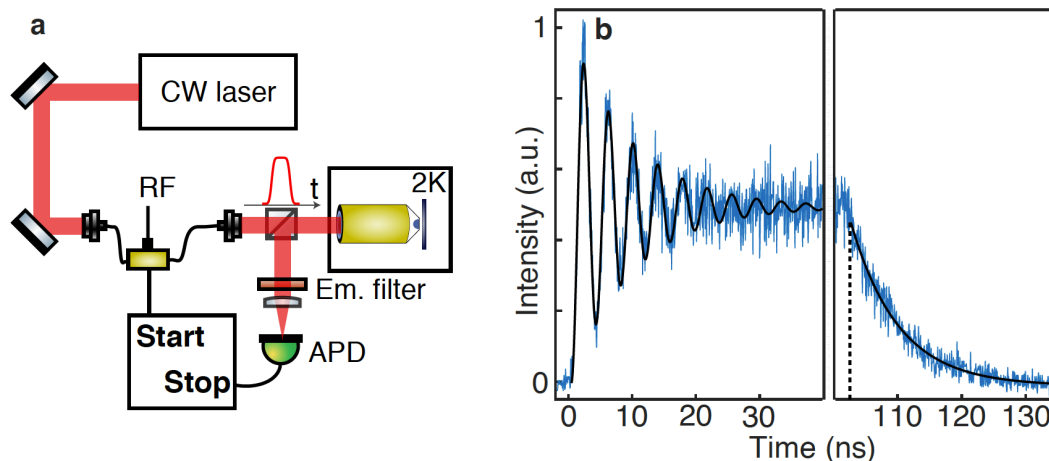 a
CW laser
RF
t
2K
Em. filter
Start
Stop
APD
b
Intensity (a.u.)
1
0
0 10 20 30 110 120 130
Time (ns)